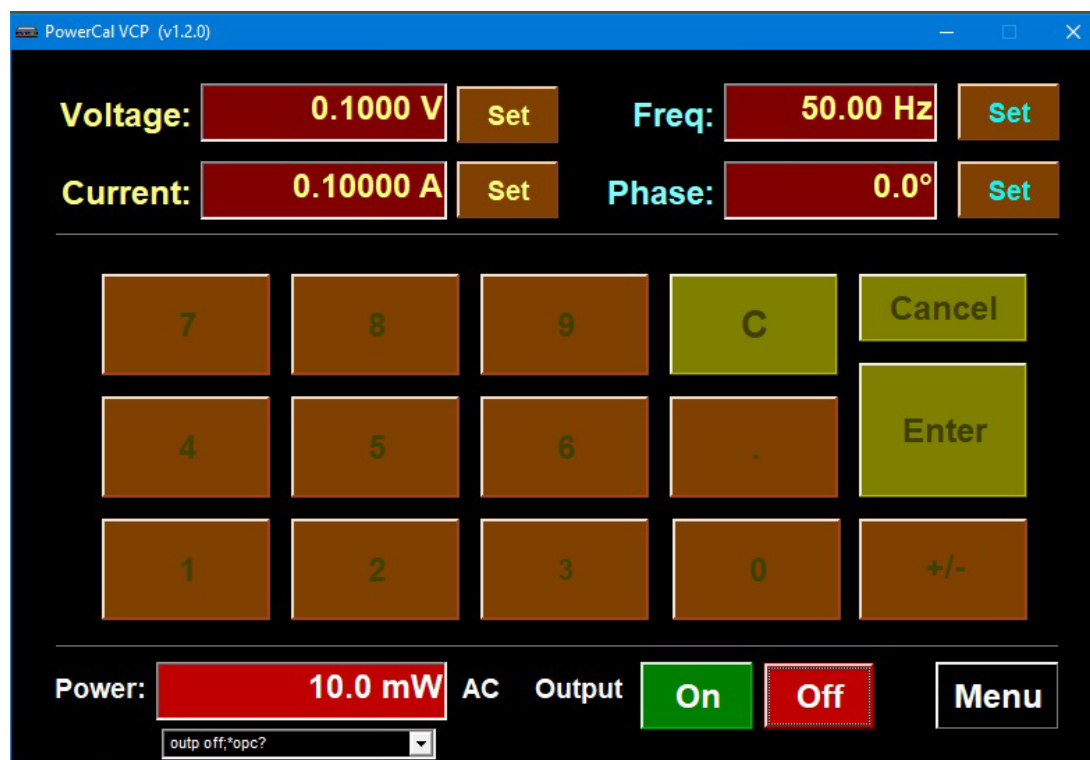 PowerCal VCP (v1.2.0)
Voltage: 0.1000 V Set Freq: 50.00 Hz Set
Current: 0.10000 A Set Phase: 0.0° Set
7 8 9 C Cancel
4 5 6 . Enter
1 2 3 0 +/-
Power: 10.0 mW AC Output On Off Menu
outp off;*opc?